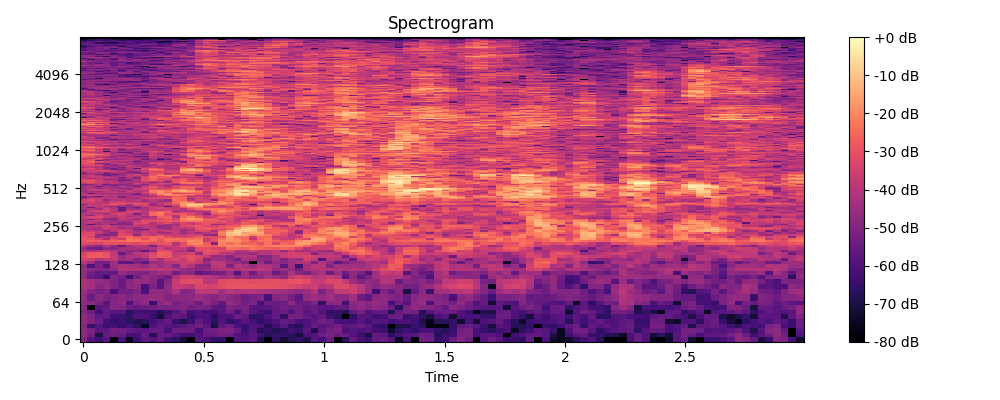 Spectrogram
Hz
4096
2048
1024
512
256
128
64
0
0
0.5
1
1.5
2
2.5
Time
+0 dB
-10 dB
-20 dB
-30 dB
-40 dB
-50 dB
-60 dB
-70 dB
-80 dB